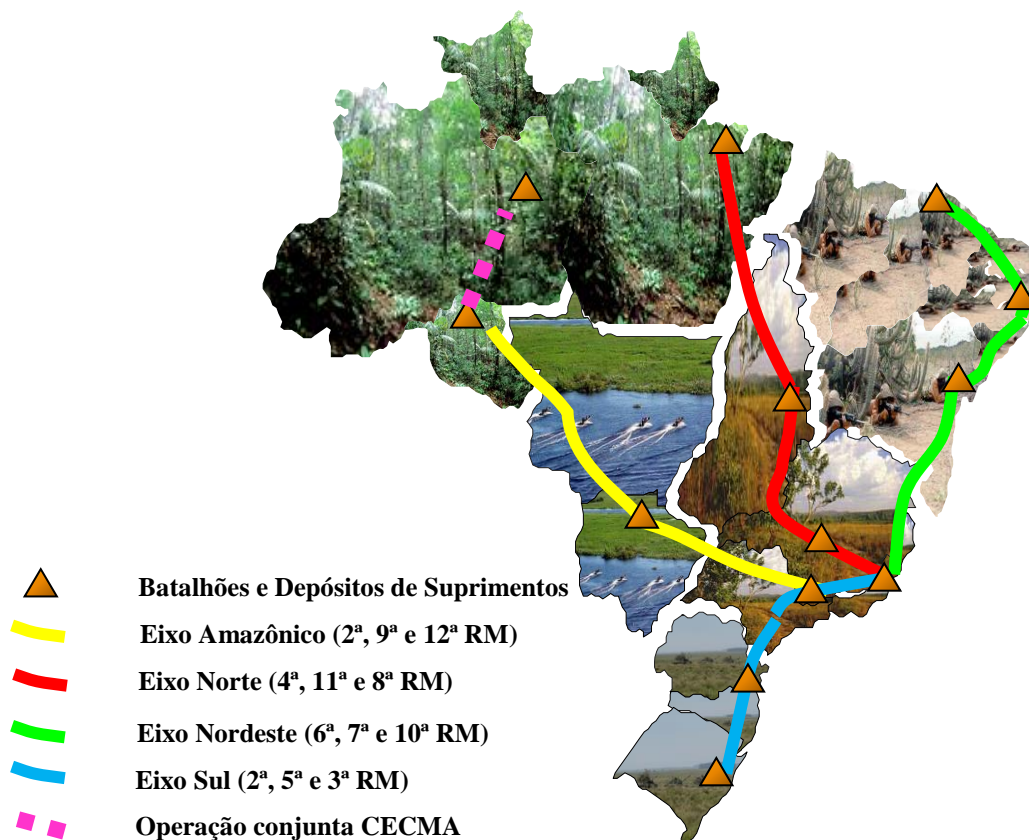 Batalhões e Depósitos de Suprimentos
Eixo Amazônico (2ª, 9ª e 12ª RM)
Eixo Norte (4ª, 11ª e 8ª RM)
Eixo Nordeste (6ª, 7ª e 10ª RM)
Eixo Sul (2ª, 5ª e 3ª RM)
Operação conjunta CECMA